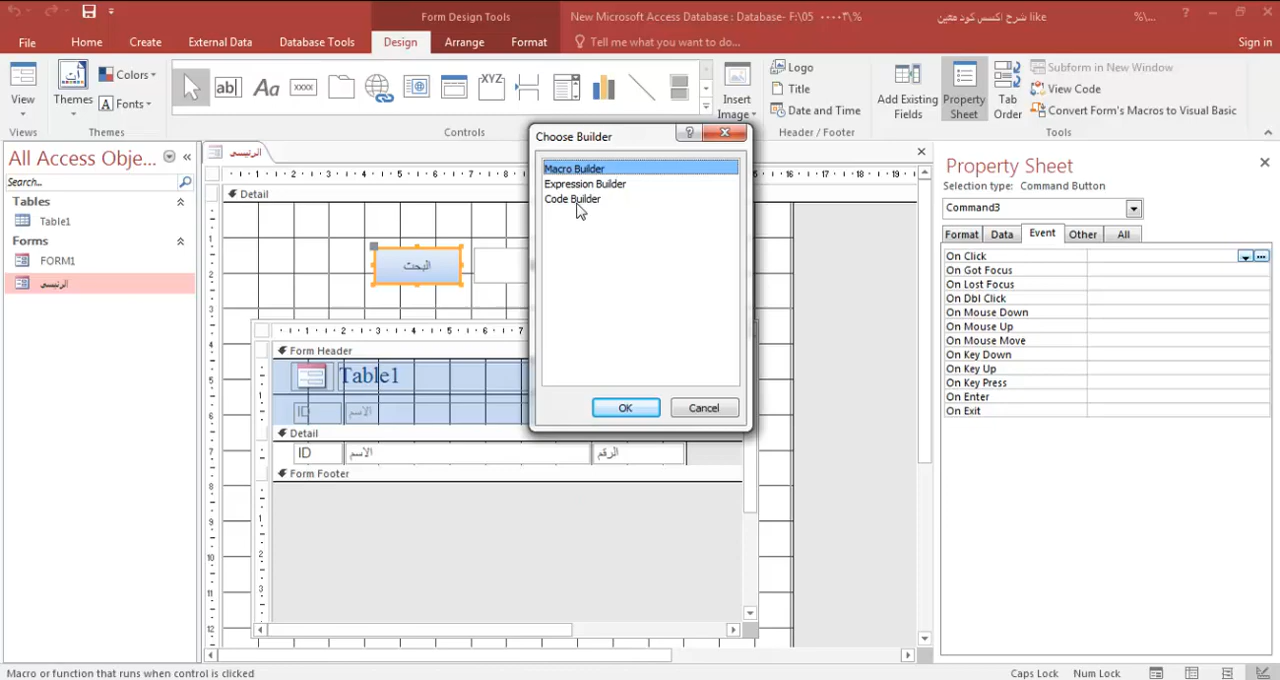 Form Design Tools
New Microsoft Access Database : Database- F:\05
شرح اكسس كود هقين like
File
Home
Create
External Data
Database Tools
Design
Arrange
Format
Tell me what you want to do...
Sign in
View
Views
Themes
Colors
Fonts
Themes
ab|
Aa
xxxx
XYZ
Controls
Insert
Image
Logo
Title
Date and Time
Header / Footer
Add Existing
Fields
Property
Sheet
Tab
Order
Subform in New Window
View Code
Convert Form's Macros to Visual Basic
Tools
All Access Obje...
Search...
Tables
Table1
Forms
FORM1
الرئيسى
الرئيسى
Detail
البحث
Form Header
Table1
ID
الاسم
Detail
ID
الاسم
الرقم
Form Footer
Choose Builder
Macro Builder
Expression Builder
Code Builder
OK
Cancel
Property Sheet
Selection type: Command Button
Command3
Format
Data
Event
Other
All
On Click
On Got Focus
On Lost Focus
On Dbl Click
On Mouse Down
On Mouse Up
On Mouse Move
On Key Down
On Key Up
On Key Press
On Enter
On Exit
Macro or function that runs when control is clicked
Caps Lock
Num Lock